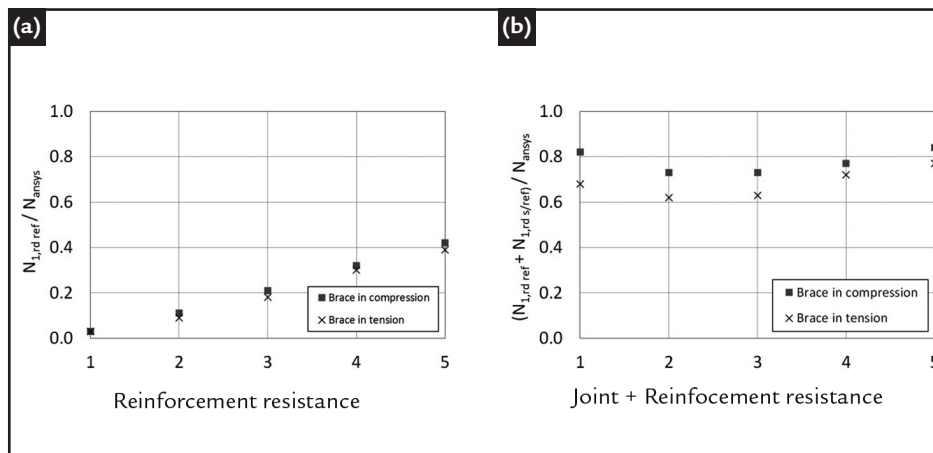 (a)
N1,rd ref / Nansys
1.0
0.8
0.6
0.4
0.2
0.0
1 2 3 4 5
Brace in compression
Brace in tension
Reinforcement resistance
(b)
(N1,rd ref + N1,rd s/ref) / Nansys
1.0
0.8
0.6
0.4
0.2
0.0
1 2 3 4 5
Brace in compression
Brace in tension
Joint + Reinfocement resistance